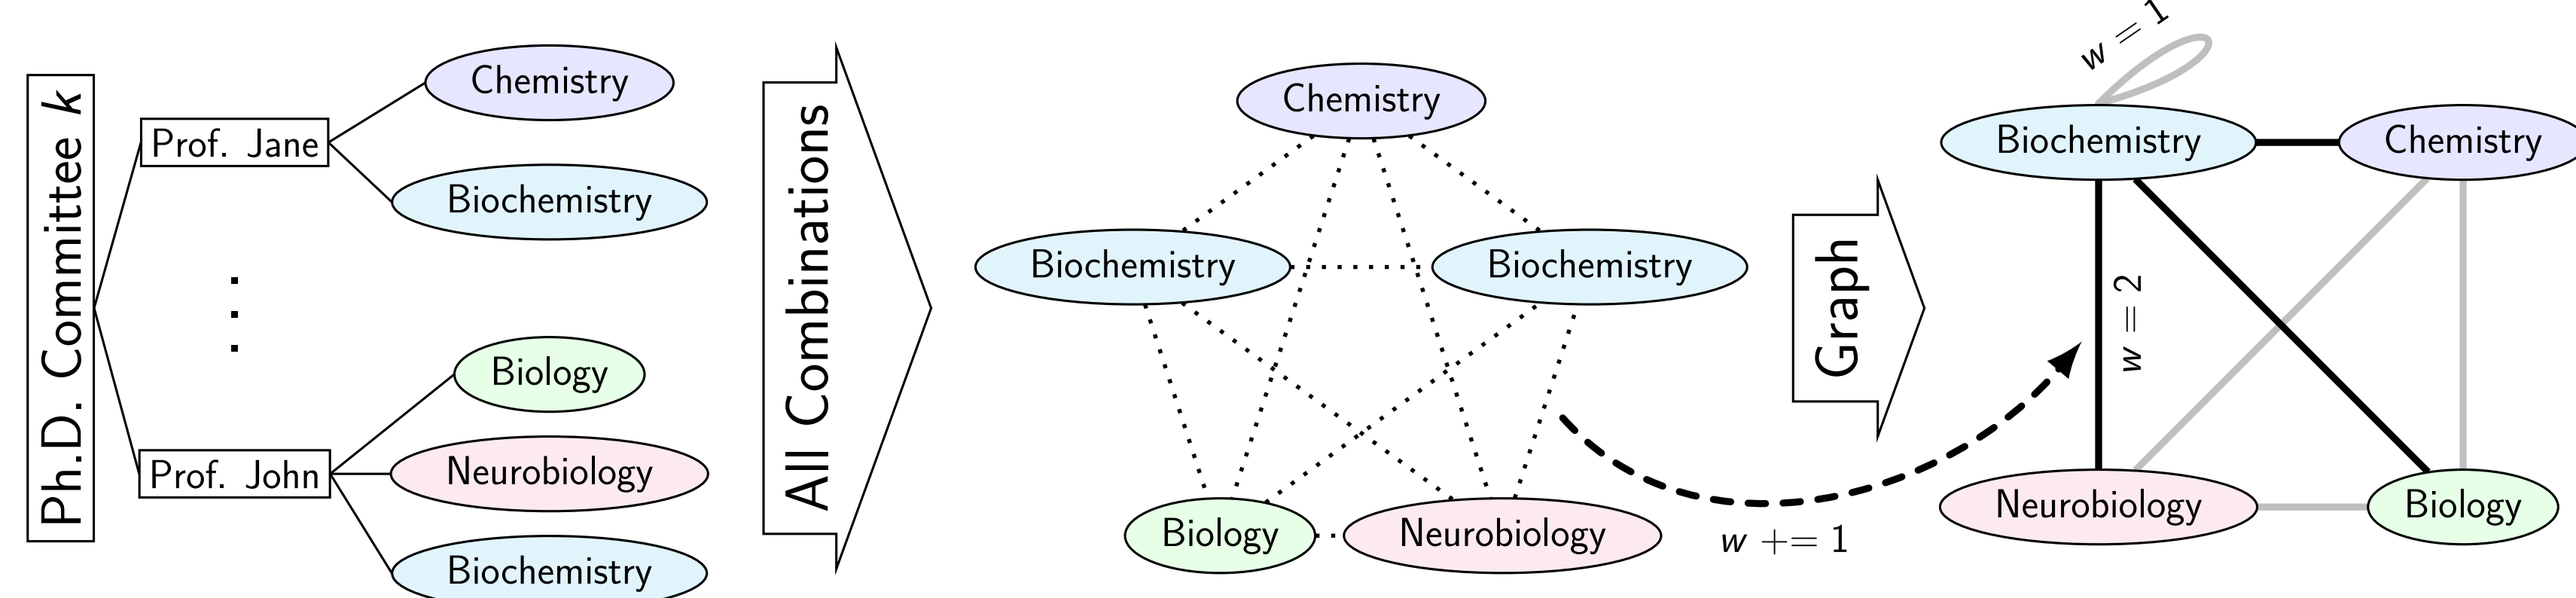 Ph.D. Committee k
Prof. Jane
Chemistry
Biochemistry
Prof. John
Biology
Neurobiology
Biochemistry
All Combinations
Chemistry
Biochemistry
Biochemistry
Biology
Neurobiology
w += 1
Graph
w = 1
Biochemistry
Chemistry
w = 2
Neurobiology
Biology